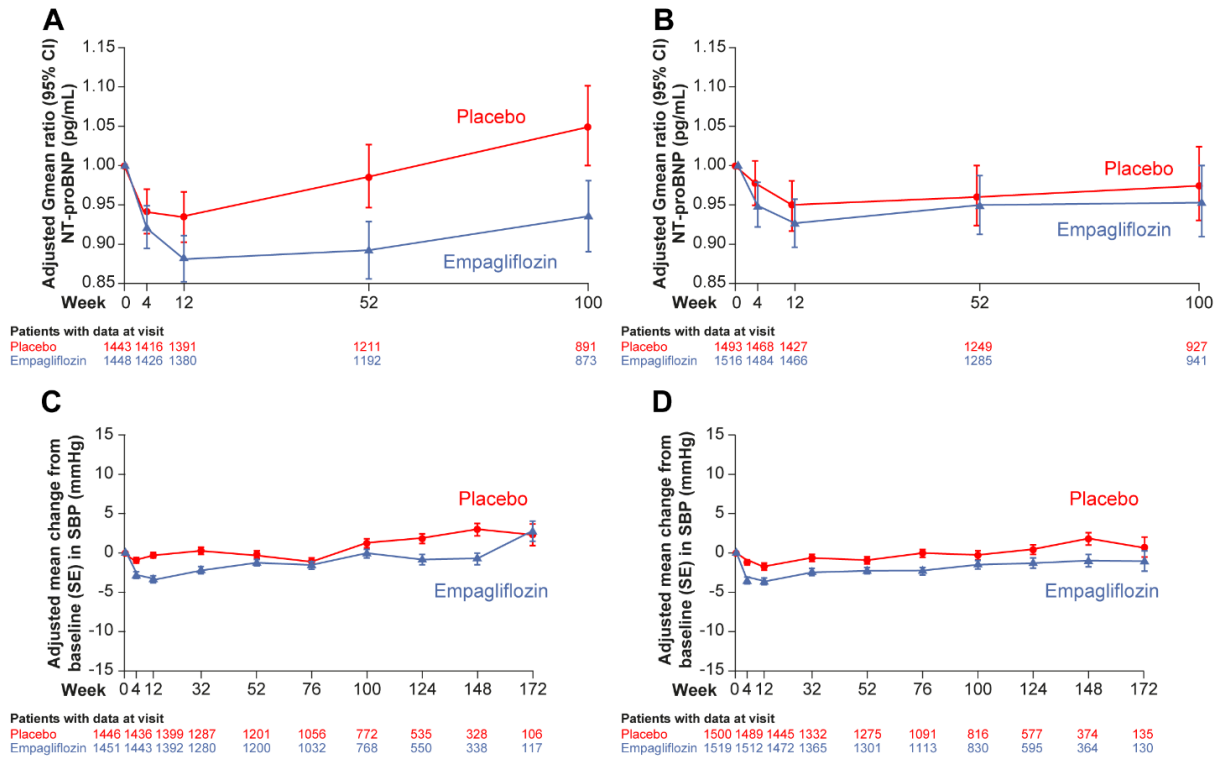 A
Adjusted Gmean ratio (95% CI)
NT-proBNP (pg/mL)
1.15
1.10
1.05
1.00
0.95
0.90
0.85
Placebo
Empagliflozin
Week
0 4 12 52 100
Patients with data at visit
Placebo 1443 1416 1391 1211 891
Empagliflozin 1448 1426 1380 1192 873
B
Adjusted Gmean ratio (95% CI)
NT-proBNP (pg/mL)
1.15
1.10
1.05
1.00
0.95
0.90
0.85
Placebo
Empagliflozin
Week
0 4 12 52 100
Patients with data at visit
Placebo 1493 1468 1427 1249 927
Empagliflozin 1516 1484 1466 1285 941
C
Adjusted mean change from
baseline (SE) in SBP (mmHg)
15
10
5
0
-5
-10
-15
Placebo
Empagliflozin
Week
0 4 12 32 52 76 100 124 148 172
Patients with data at visit
Placebo 1446 1436 1399 1287 1201 1056 772 535 328 106
Empagliflozin 1451 1443 1392 1280 1200 1032 768 550 338 117
D
Adjusted mean change from
baseline (SE) in SBP (mmHg)
15
10
5
0
-5
-10
-15
Placebo
Empagliflozin
Week
0 4 12 32 52 76 100 124 148 172
Patients with data at visit
Placebo 1500 1489 1445 1332 1275 1091 816 577 374 135
Empagliflozin 1519 1512 1472 1365 1301 1113 830 595 364 130